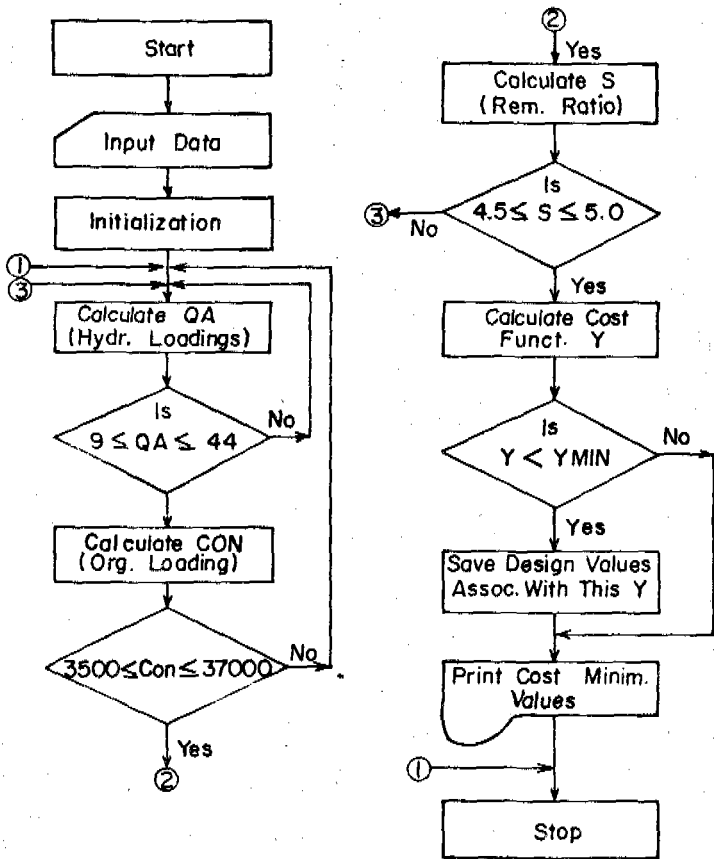 Start
Input Data
Initialization
1
3
Calculate QA
(Hydr. Loadings)
Is
9 ≤ QA ≤ 44
No
Calculate CON
(Org. Loading)
3500≤Con≤37000
No
Yes
2
2
Yes
Calculate S
(Rem. Ratio)
Is
4.5≤ S ≤ 5.0
3
No
Yes
Calculate Cost
Funct. Y
Is
Y < YMIN
No
Yes
Save Design Values
Assoc. With This Y
Print Cost Minim.
Values
1
Stop